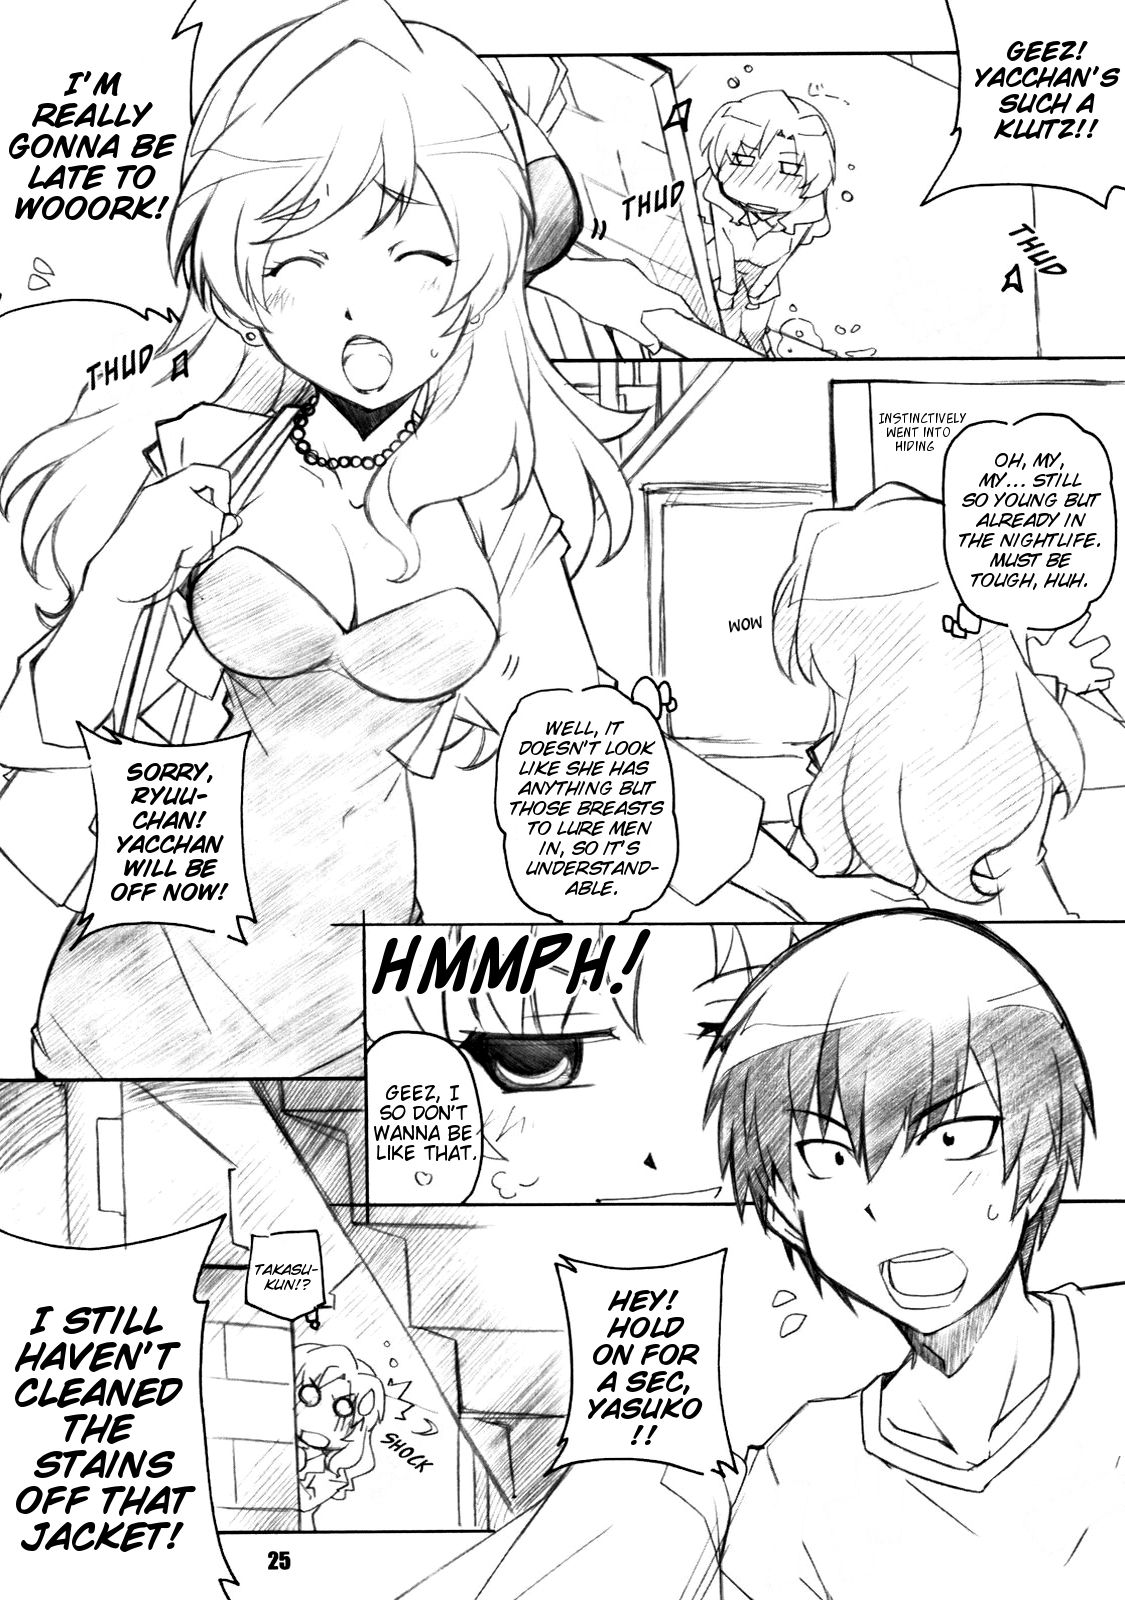 GEEZ!
YACCHAN'S
SUCH A
KLUTZ!!
I'M
REALLY
GONNA BE
LATE TO
WOOORK!
THUD
THUD
THUD
INSTINCTIVELY
WENT INTO
HIDING
OH, MY,
MY... STILL
SO YOUNG BUT
ALREADY IN
THE NIGHTLIFE.
MUST BE
TOUGH, HUH.
WOW
WELL, IT
DOESN'T LOOK
LIKE SHE HAS
ANYTHING BUT
THOSE BREASTS
TO LURE MEN
IN, SO IT'S
UNDERSTAND-
ABLE.
SORRY,
RYUU-
CHAN!
YACCHAN
WILL BE
OFF NOW!
HMMPH!
GEEZ, I
SO DON'T
WANNA BE
LIKE THAT.
TAKASU-
KUN!?
HEY!
HOLD
ON FOR
A SEC,
YASUKO
!!
SHOCK
I STILL
HAVEN'T
CLEANED
THE
STAINS
OFF THAT
JACKET!
25